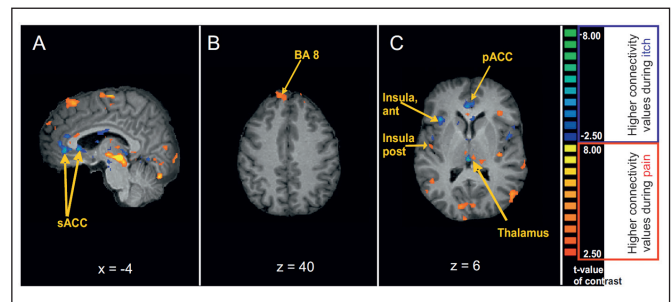 A
B
C
BA 8
pACC
Insula,
ant
Insula
post
sACC
Thalamus
x = -4
z = 40
z = 6
-8.00
-2.50
8.00
2.50
Higher connectivity
values during itch
Higher connectivity
values during pain
t-value
of contrast